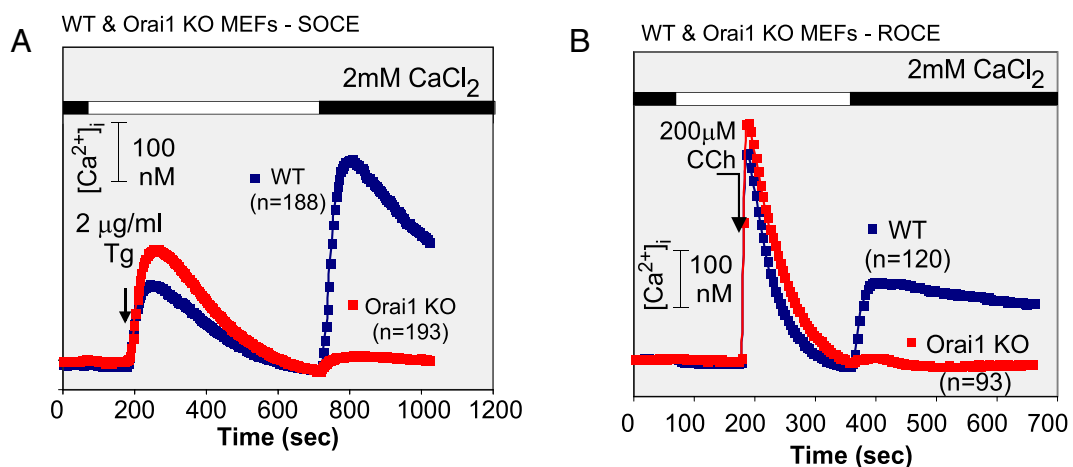 A
WT & Orai1 KO MEFs - SOCE
2mM CaCl2
[Ca2+]i
100
nM
WT
(n=188)
2 μg/ml
Tg
Orai1 KO
(n=193)
0 200 400 600 800 1000 1200
Time (sec)
B
WT & Orai1 KO MEFs - ROCE
2mM CaCl2
200μM
CCh
WT
(n=120)
[Ca2+]i
100
nM
Orai1 KO
(n=93)
0 100 200 300 400 500 600 700
Time (sec)